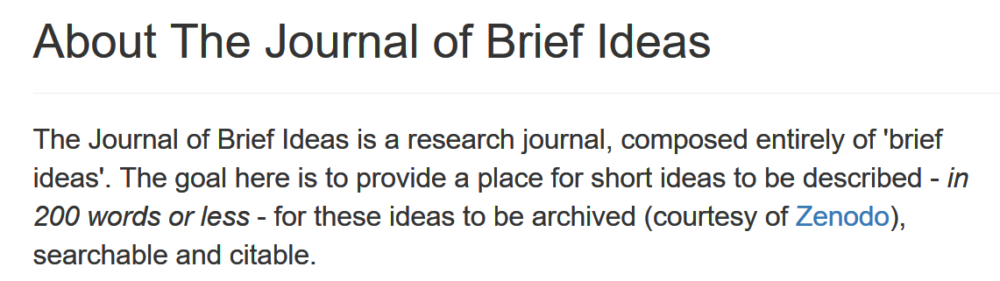 About The Journal of Brief Ideas
The Journal of Brief Ideas is a research journal, composed entirely of 'brief
ideas'. The goal here is to provide a place for short ideas to be described - in
200 words or less - for these ideas to be archived (courtesy of Zenodo),
searchable and citable.